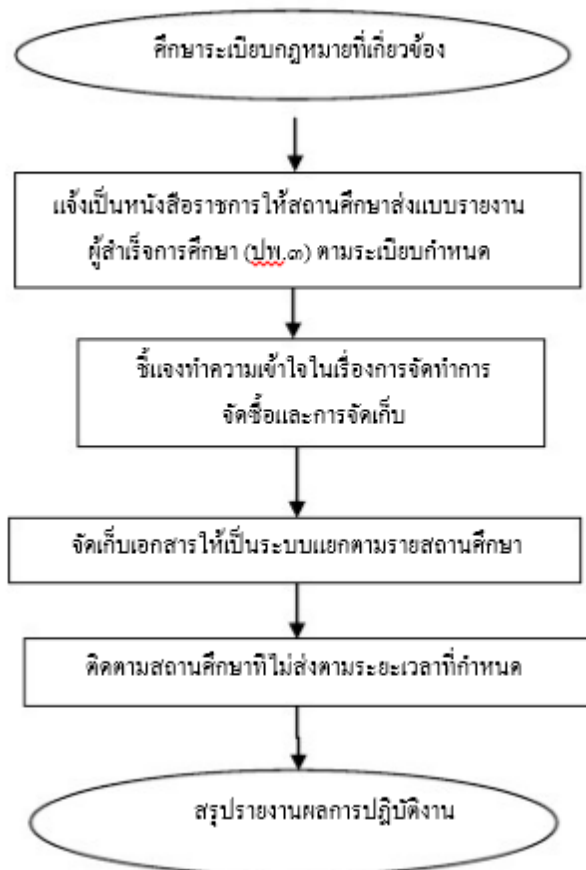 ศึกษาระเบียบกฎหมายที่เกี่ยวข้อง
แจ้งเป็นหนังสือราชการให้สถานศึกษาส่งแบบรายงาน
ผู้สำเร็จการศึกษา (ปพ.๓) ตามระเบียบกำหนด
ชี้แจงทำความเข้าใจในเรื่องการจัดทำการ
จัดซื้อและการจัดเก็บ
จัดเก็บเอกสารให้เป็นระบบแยกตามรายสถานศึกษา
ติดตามสถานศึกษาที่ไม่ส่งตามระยะเวลาที่กำหนด
สรุปรายงานผลการปฏิบัติงาน